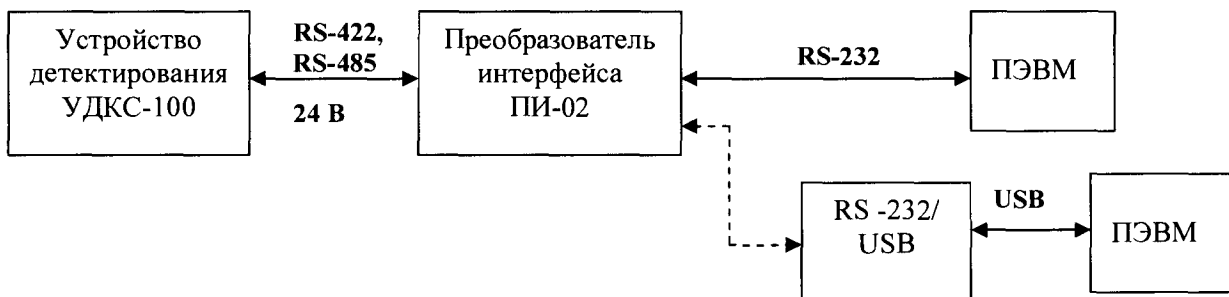 Устройство
детектирования
УДКС-100
RS-422,
RS-485
24 В
Преобразователь
интерфейса
ПИ-02
RS-232
ПЭВМ
RS -232/
USB
USB
ПЭВМ